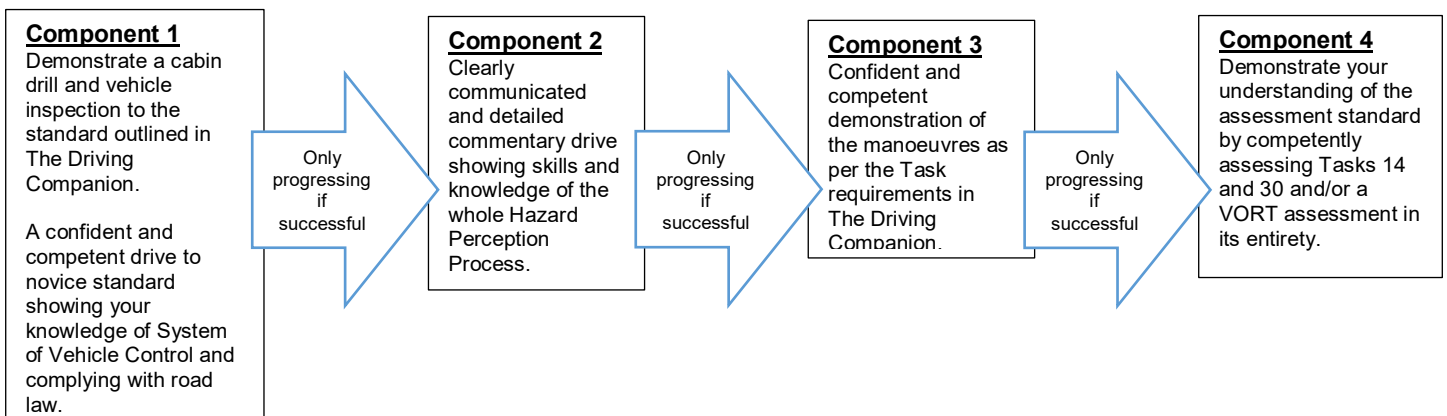 Component 1
Demonstrate a cabin
drill and vehicle
inspection to the
standard outlined in
The Driving
Companion.
A confident and
competent drive to
novice standard
showing your
knowledge of System
of Vehicle Control and
complying with road
law.
Only
progressing
if
successful
Component 2
Clearly
communicated
and detailed
commentary drive
showing skills and
knowledge of the
whole Hazard
Perception
Process.
Only
progressing
if
successful
Component 3
Confident and
competent
demonstration of
the manoeuvres as
per the Task
requirements in
The Driving
Companion.
Only
progressing
if
successful
Component 4
Demonstrate your
understanding of the
assessment standard
by competently
assessing Tasks 14
and 30 and/or a
VORT assessment in
its entirety.